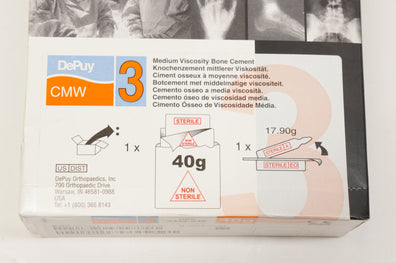 DePuy
CMW
3
Medium Viscosity Bone Cement
Knochenzement mittlerer Viskosität.
Ciment osseux à moyenne viscosité.
Botcement met middelmatige viscositeit.
Cemento osseo a media viscosità.
Cemento óseo de viscosidad media.
Cimento Ósseo de Viscosidade Média.
: 1 x
STERILE
40g
NON
STERILE
1 x
17.90g
STERILE A
STERILE EO
US DIST
DePuy Orthopaedics, Inc
700 Orthopaedic Drive
Warsaw, IN 46581-0988
USA
Tel. +1 (800) 366 8143
3